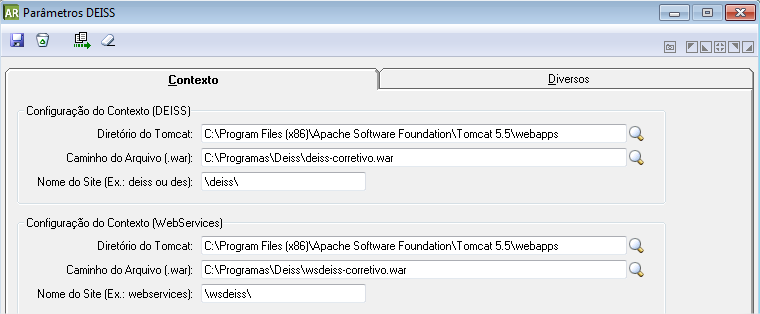 AR Parâmetros DEISS
Contexto
Diversos
Configuração do Contexto (DEISS)
Diretório do Tomcat: C:\Program Files (x86)\Apache Software Foundation\Tomcat 5.5\webapps
Caminho do Arquivo (.war): C:\Programas\Deiss\deiss-corretivo.war
Nome do Site (Ex.: deiss ou des): \deiss\
Configuração do Contexto (WebServices)
Diretório do Tomcat: C:\Program Files (x86)\Apache Software Foundation\Tomcat 5.5\webapps
Caminho do Arquivo (.war): C:\Programas\Deiss\wsdeiss-corretivo.war
Nome do Site (Ex.: webservices): \wsdeiss\